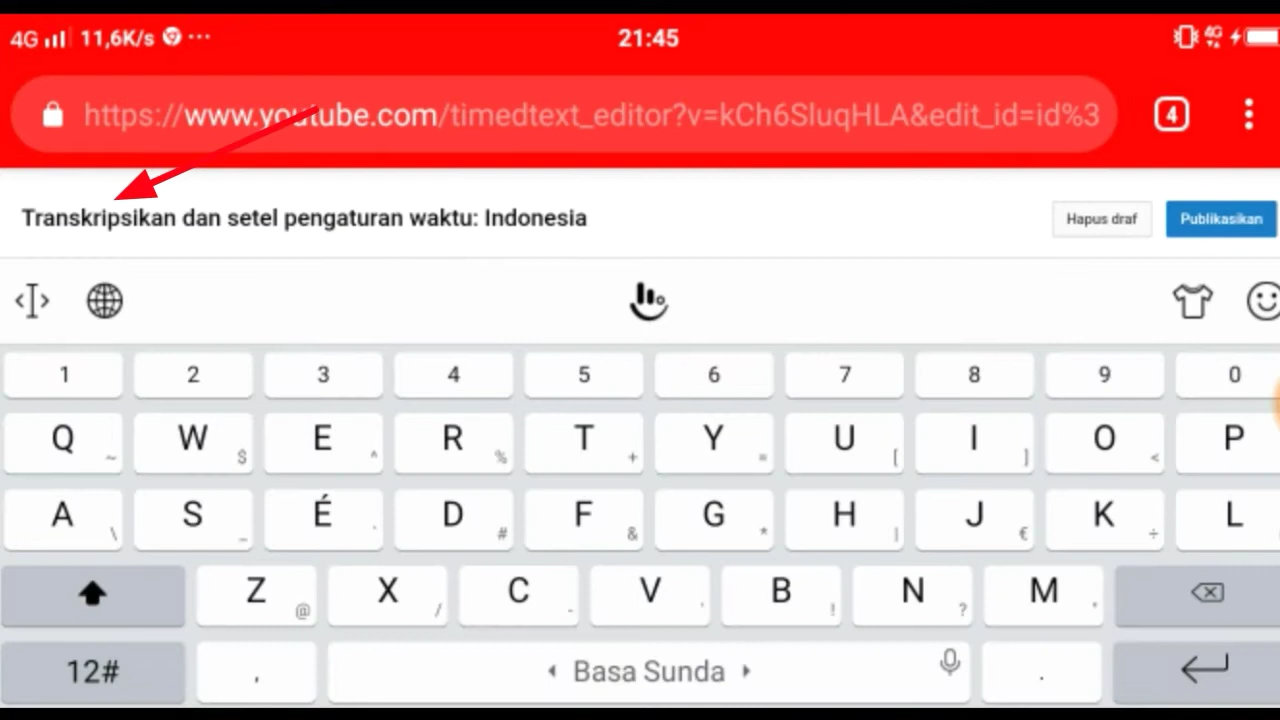 4G 11,6K/s ··· 21:45 4G
https://www.youtube.com/timedtext_editor?v=kCh6SluqHLA&edit_id=id%3 4
Transkripsikan dan setel pengaturan waktu: Indonesia Hapus draf Publikasikan
1 2 3 4 5 6 7 8 9 0
Q ~ W $ E ^ R % T + Y = U [ I ] O < P
A \ S _ É ` D # F & G * H | J € K ÷ L
Z @ X / C - V ' B ! N ? M
12# , Basa Sunda .